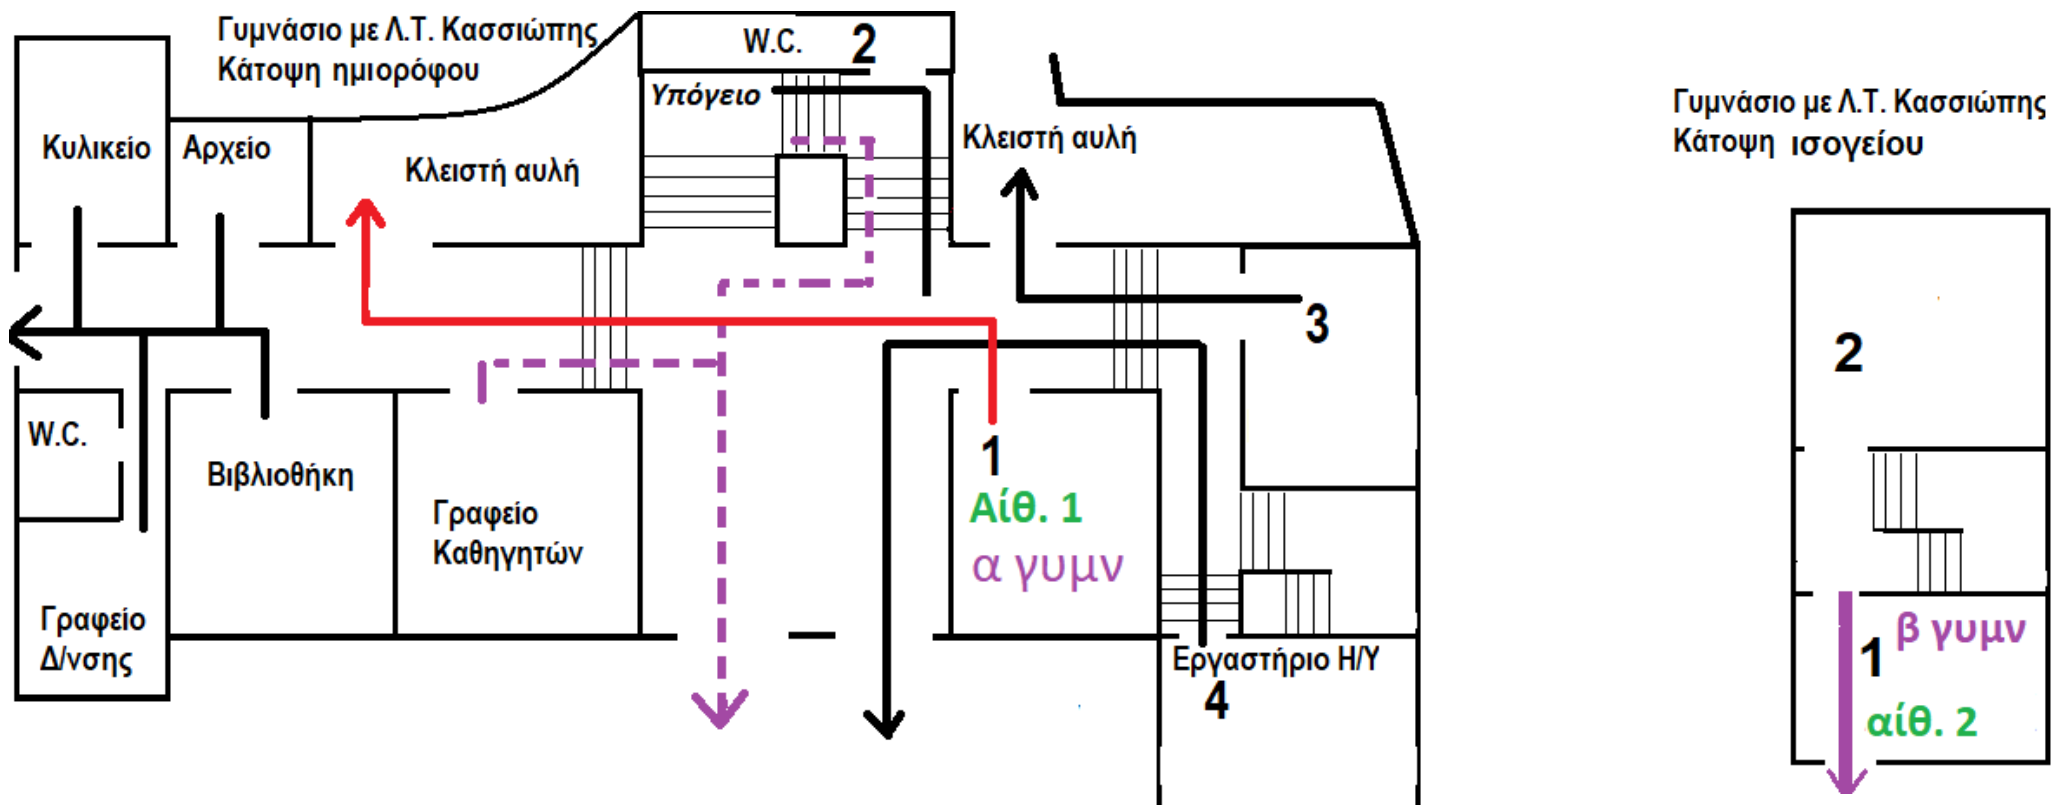 Γυμνάσιο με Λ.Τ. Κασσιώπης
Κάτοψη ημιορόφου
W.C.
2
Υπόγειο
Κυλικείο
Αρχείο
Κλειστή αυλή
Κλειστή αυλή
3
W.C.
Βιβλιοθήκη
Γραφείο
Καθηγητών
1
Αίθ. 1
α γυμν
Γραφείο
Δ/νσης
Εργαστήριο Η/Υ
4
Γυμνάσιο με Λ.Τ. Κασσιώπης
Κάτοψη ισογείου
2
β γυμν
1
αίθ. 2